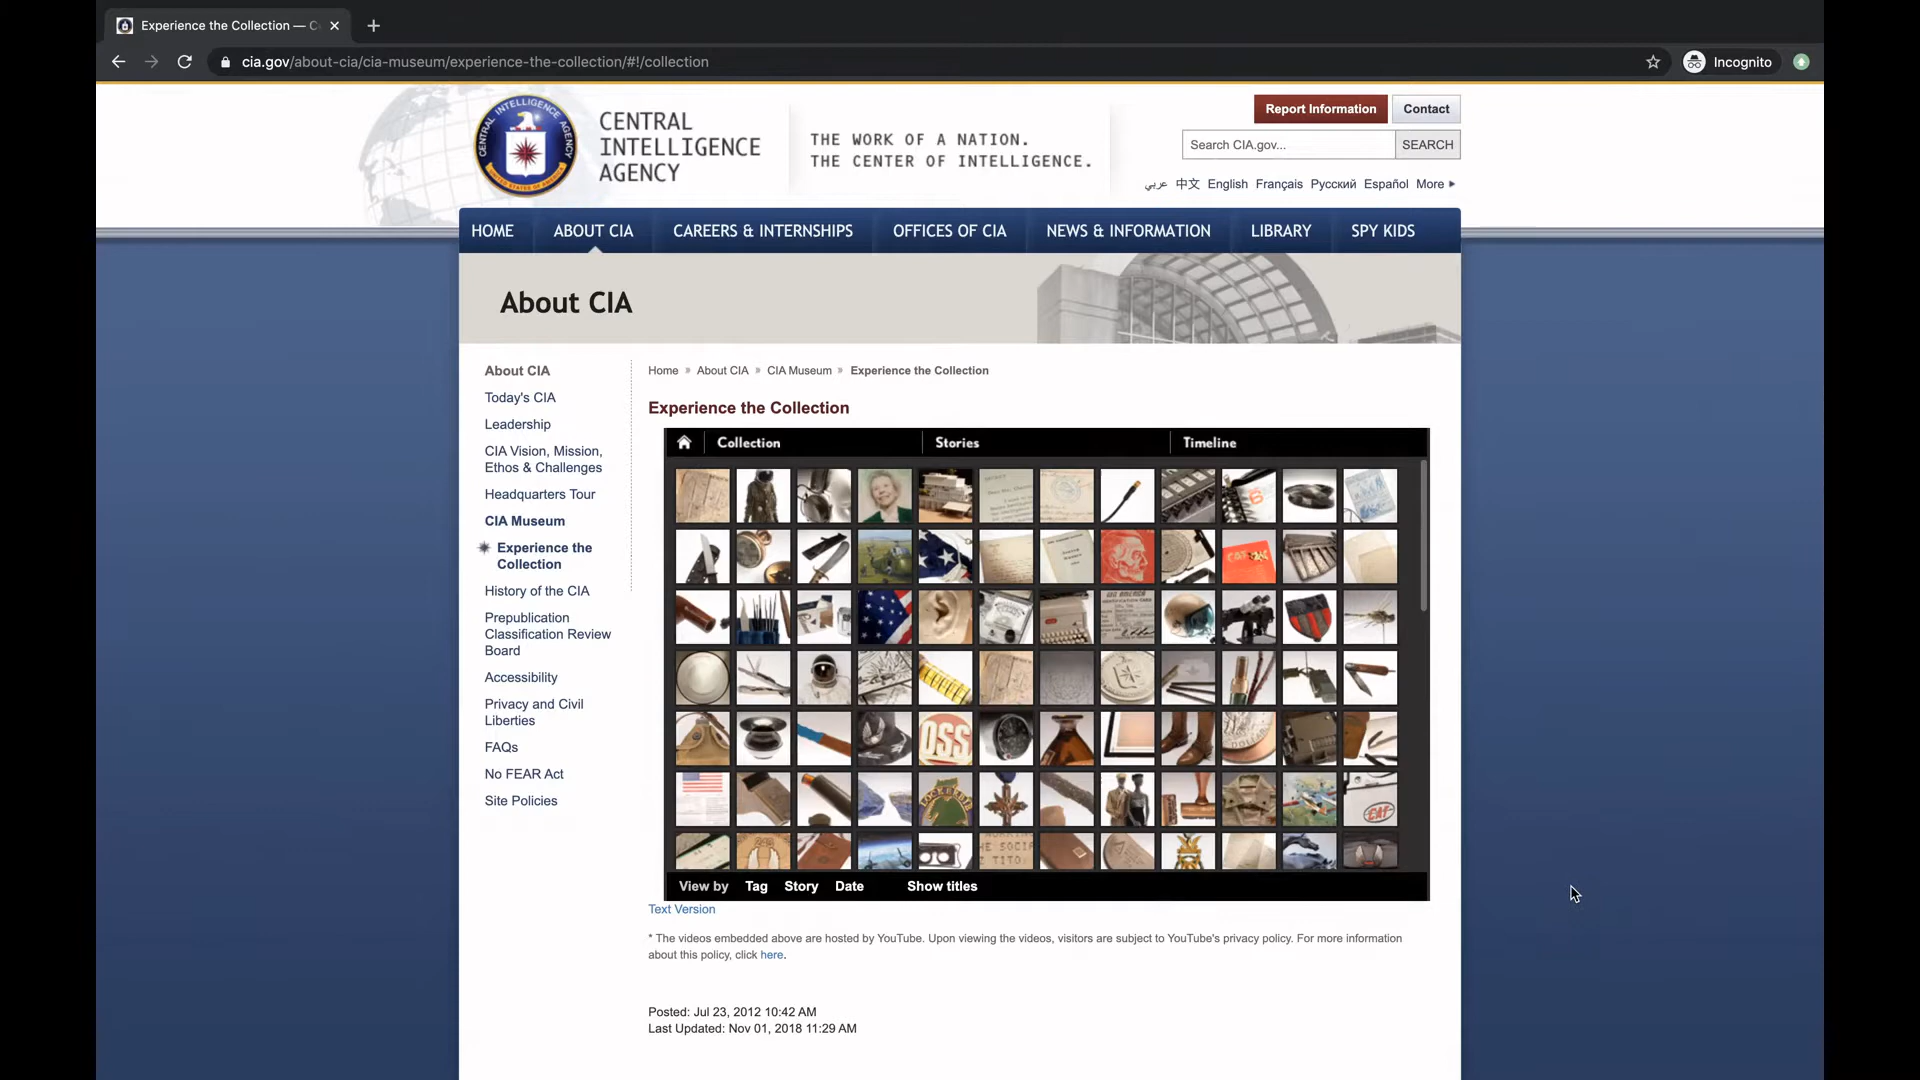 Experience the Collection — C
cia.gov/about-cia/cia-museum/experience-the-collection/#!/collection
Incognito
CENTRAL INTELLIGENCE AGENCY
UNITED STATES OF AMERICA
CENTRAL
INTELLIGENCE
AGENCY
THE WORK OF A NATION.
THE CENTER OF INTELLIGENCE.
Report Information
Contact
Search CIA.gov...
SEARCH
عربي 中文 English Français Русский Español More
HOME
ABOUT CIA
CAREERS & INTERNSHIPS
OFFICES OF CIA
NEWS & INFORMATION
LIBRARY
SPY KIDS
About CIA
About CIA
Today's CIA
Leadership
CIA Vision, Mission,
Ethos & Challenges
Headquarters Tour
CIA Museum
Experience the
Collection
History of the CIA
Prepublication
Classification Review
Board
Accessibility
Privacy and Civil
Liberties
FAQs
No FEAR Act
Site Policies
Home » About CIA » CIA Museum » Experience the Collection
Experience the Collection
Collection
Stories
Timeline
OSS
CAT
View by Tag Story Date Show titles
Text Version
* The videos embedded above are hosted by YouTube. Upon viewing the videos, visitors are subject to YouTube's privacy policy. For more information
about this policy, click here.
Posted: Jul 23, 2012 10:42 AM
Last Updated: Nov 01, 2018 11:29 AM